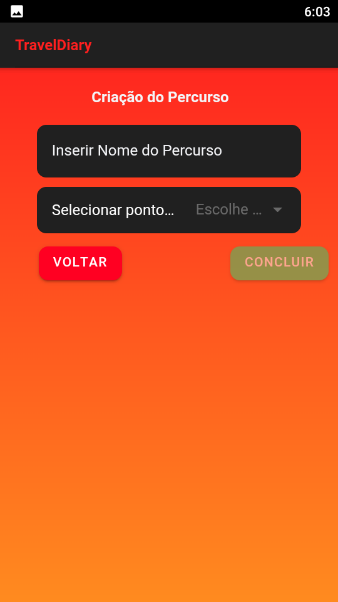 6:03
TravelDiary
Criação do Percurso
Inserir Nome do Percurso
Selecionar ponto... Escolhe ...
VOLTAR CONCLUIR